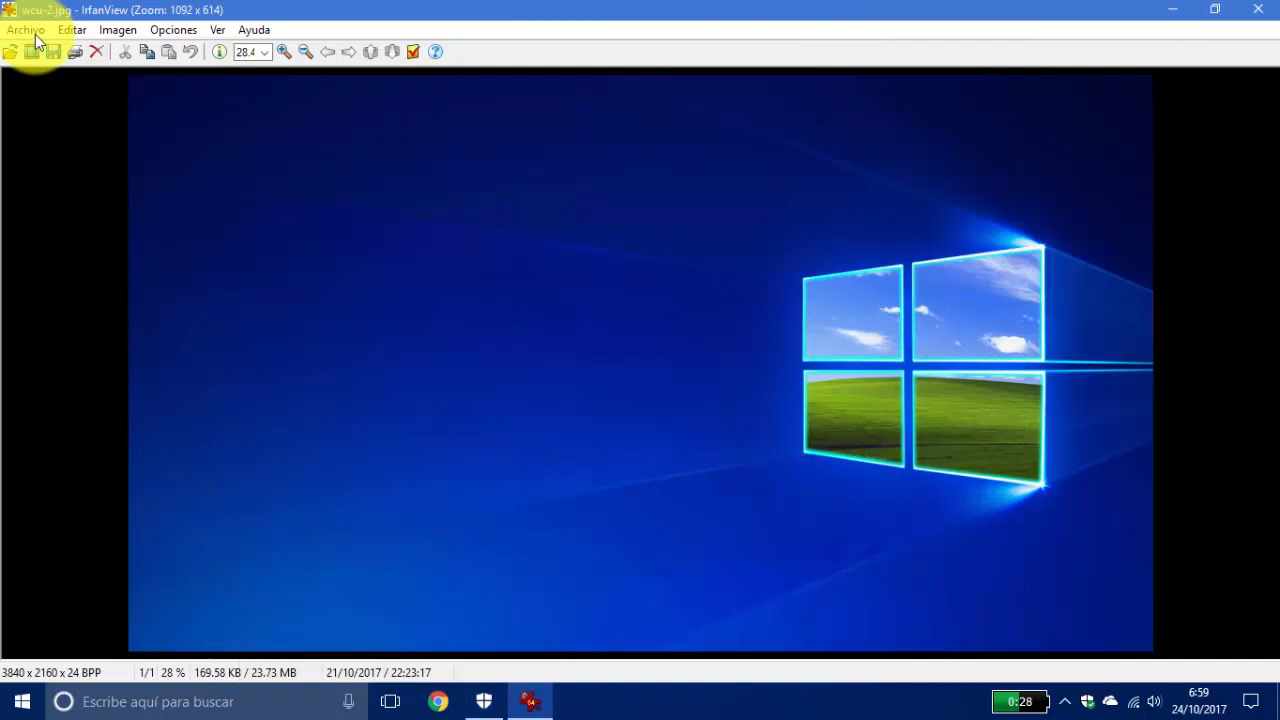 wcu-2.jpg - IrfanView (Zoom: 1092 x 614)
Archivo Editar Imagen Opciones Ver Ayuda
28.4
3840 x 2160 x 24 BPP 1/1 28 % 169.58 KB / 23.73 MB 21/10/2017 / 22:23:17
Escribe aquí para buscar 64 0:28 6:59
24/10/2017